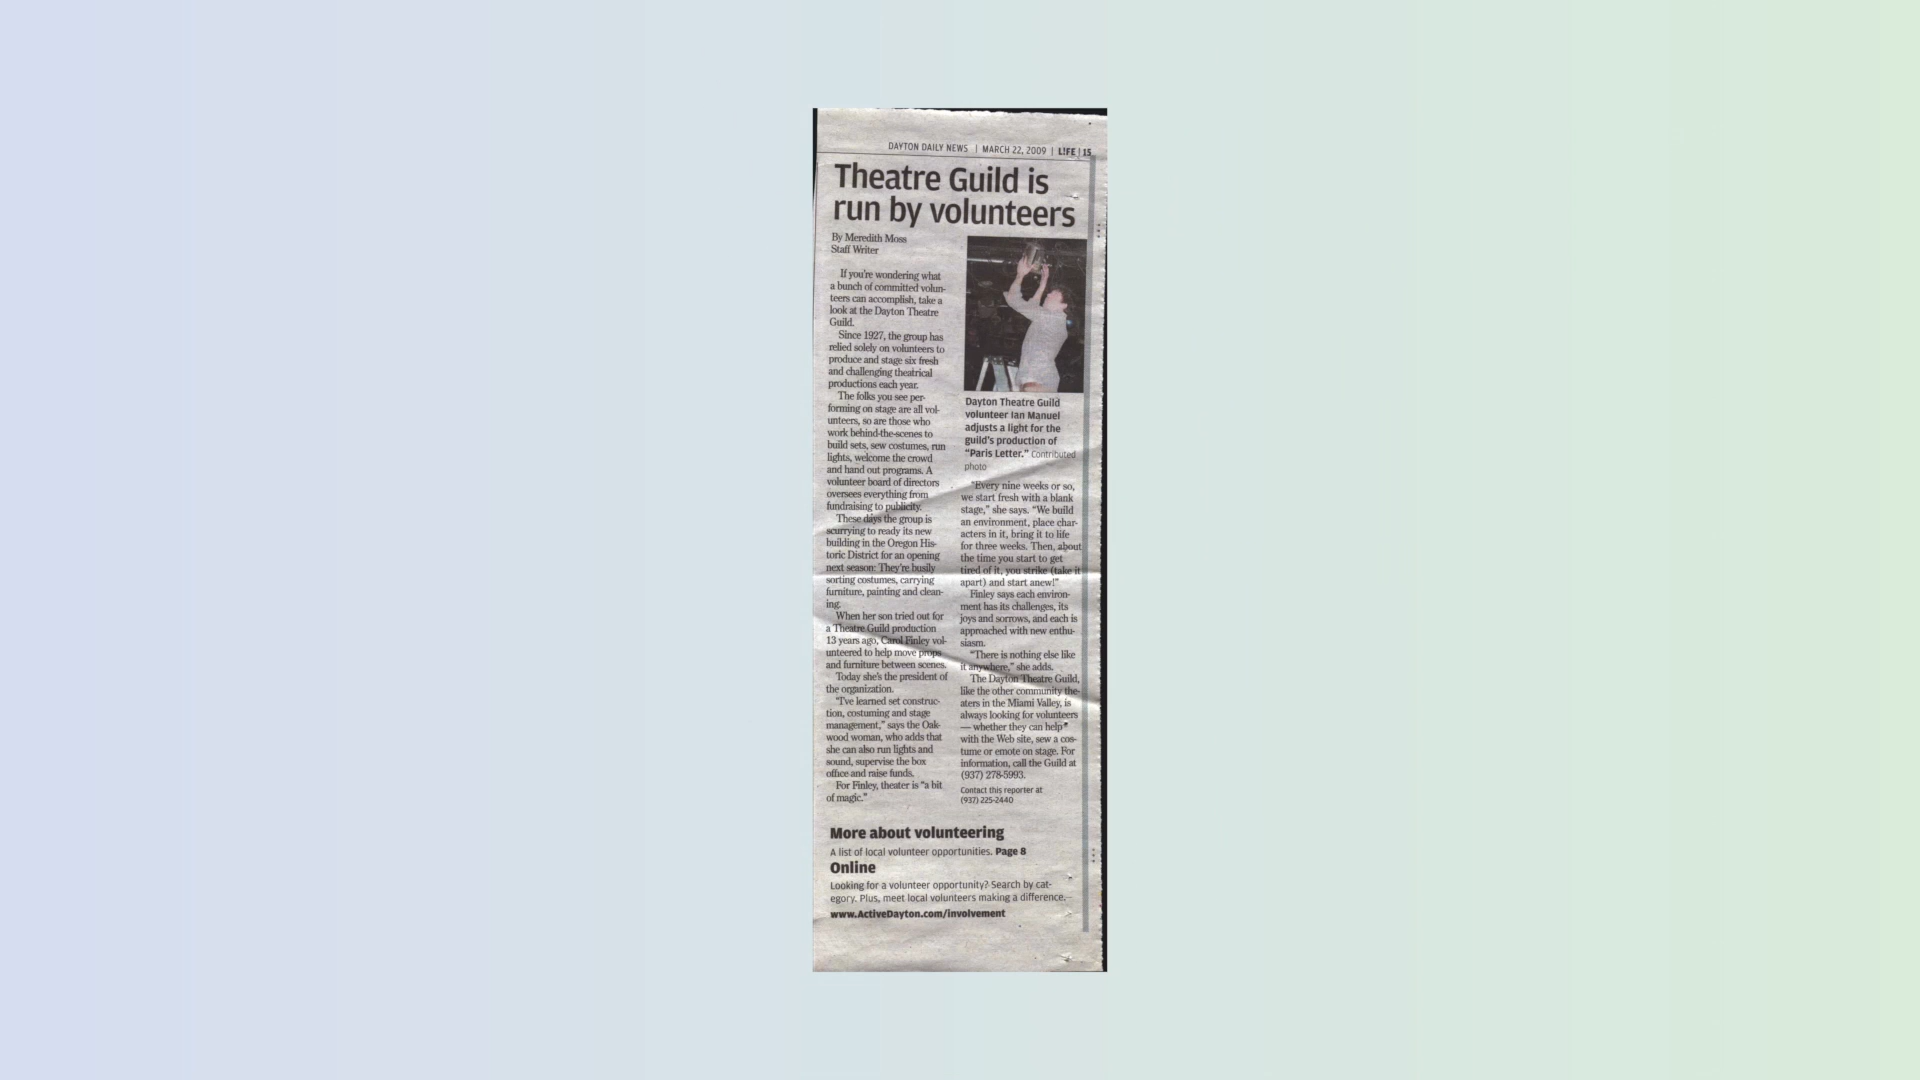 DAYTON DAILY NEWS | MARCH 22, 2009 | LIFE | 15
Theatre Guild is
run by volunteers
By Meredith Moss
Staff Writer
If you're wondering what
a bunch of committed volun-
teers can accomplish, take a
look at the Dayton Theatre
Guild.
Since 1927, the group has
relied solely on volunteers to
produce and stage six fresh
and challenging theatrical
productions each year.
The folks you see per-
forming on stage are all vol-
unteers, so are those who
work behind-the-scenes to
build sets, sew costumes, run
lights, welcome the crowd
and hand out programs. A
volunteer board of directors
oversees everything from
fundraising to publicity.
These days the group is
scurrying to ready its new
building in the Oregon His-
toric District for an opening
next season: They're busily
sorting costumes, carrying
furniture, painting and clean-
ing.
When her son tried out for
a Theatre Guild production
13 years ago, Carol Finley vol-
unteered to help move props
and furniture between scenes.
Today she's the president of
the organization.
"I've learned set construc-
tion, costuming and stage
management," says the Oak-
wood woman, who adds that
she can also run lights and
sound, supervise the box
office and raise funds.
For Finley, theater is "a bit
of magic."
Dayton Theatre Guild
volunteer Ian Manuel
adjusts a light for the
guild's production of
"Paris Letter." Contributed
photo
"Every nine weeks or so,
we start fresh with a blank
stage," she says. "We build
an environment, place char-
acters in it, bring it to life
for three weeks. Then, about
the time you start to get
tired of it, you strike (take it
apart) and start anew!"
Finley says each environ-
ment has its challenges, its
joys and sorrows, and each is
approached with new enthu-
siasm.
"There is nothing else like
it anywhere," she adds.
The Dayton Theatre Guild,
like the other community the-
aters in the Miami Valley, is
always looking for volunteers
— whether they can help
with the Web site, sew a cos-
tume or emote on stage. For
information, call the Guild at
(937) 278-5993.
Contact this reporter at
(937) 225-2440
More about volunteering
A list of local volunteer opportunities. Page 8
Online
Looking for a volunteer opportunity? Search by cat-
egory. Plus, meet local volunteers making a difference.
www.ActiveDayton.com/involvement